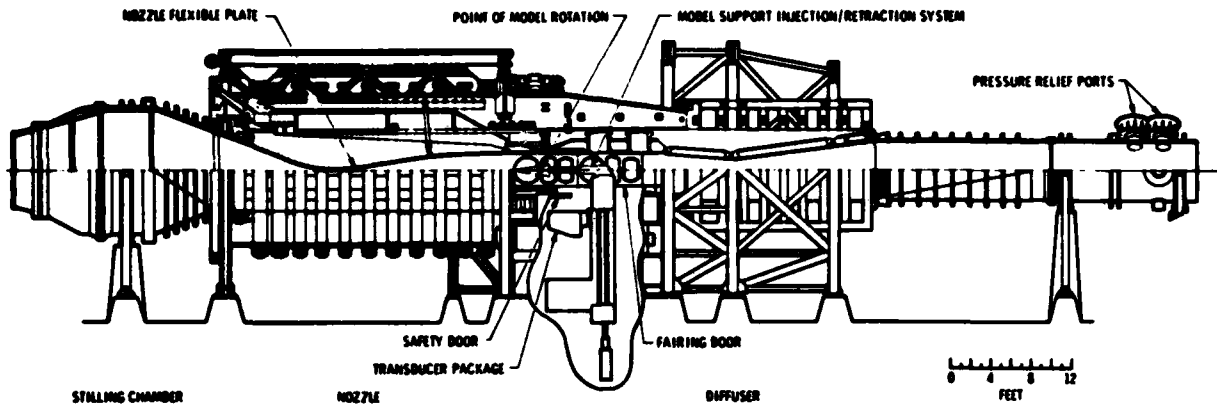 NOZZLE FLEXIBLE PLATE
POINT OF MODEL ROTATION
MODEL SUPPORT INJECTION/RETRACTION SYSTEM
PRESSURE RELIEF PORTS
SAFETY DOOR
FAIRING DOOR
TRANSDUCER PACKAGE
0 4 8 12
FEET
STILLING CHAMBER
NOZZLE
DIFFUSER